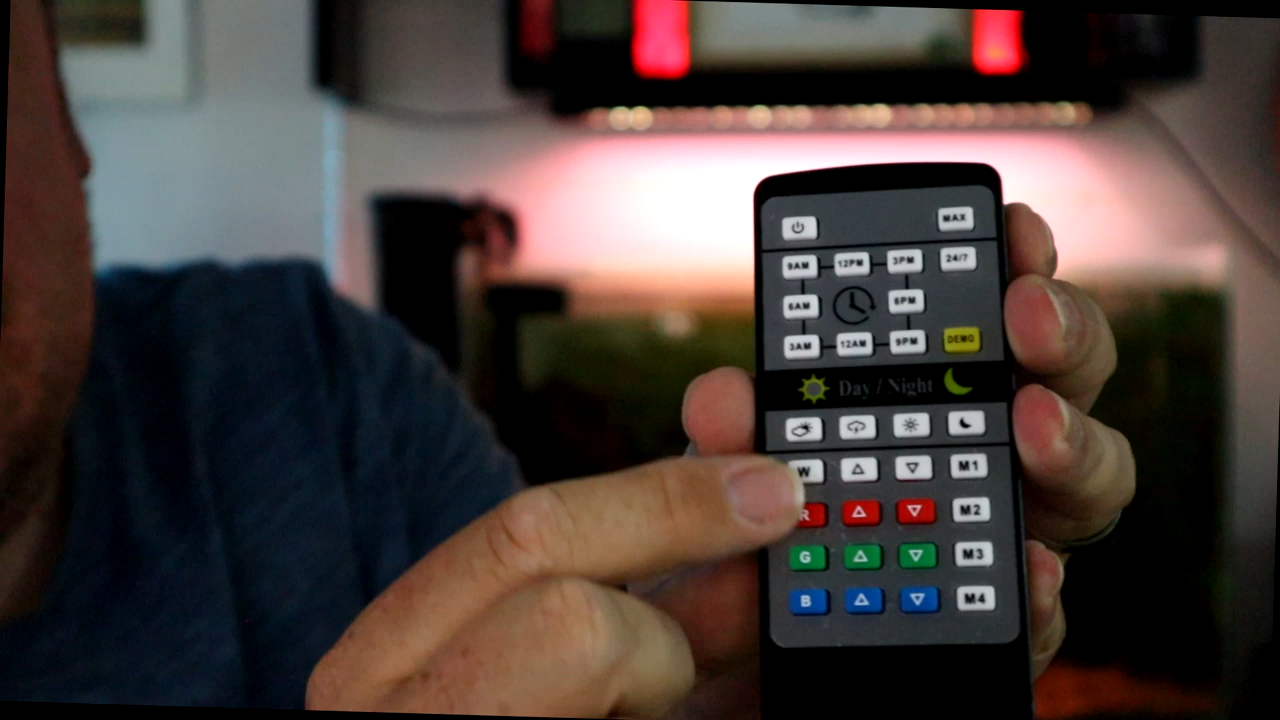 MAX
9AM 12PM 3PM 24/7
6AM 6PM
3AM 12AM 9PM DEMO
Day / Night
W M1
R M2
G M3
B M4